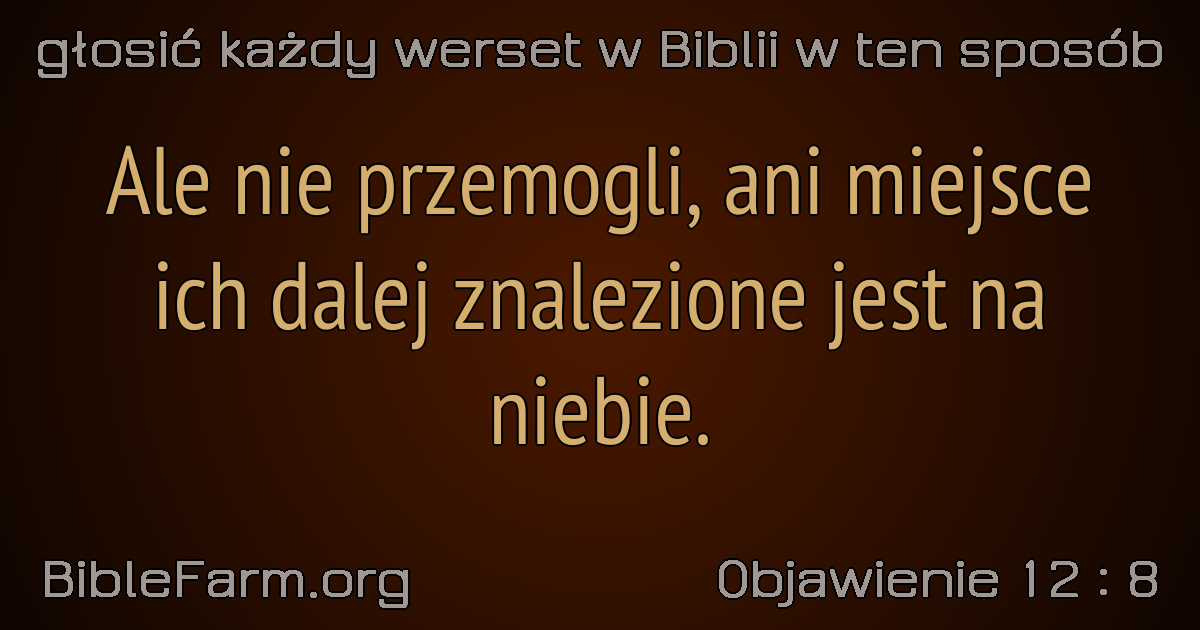 głosić każdy werset w Biblii w ten sposób
Ale nie przemogli, ani miejsce
ich dalej znalezione jest na
niebie.
BibleFarm.org
Objawienie 12 : 8